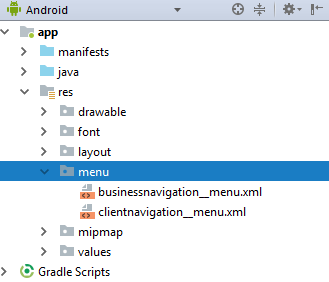 Android
app
manifests
java
res
drawable
font
layout
menu
businessnavigation__menu.xml
clientnavigation__menu.xml
mipmap
values
Gradle Scripts